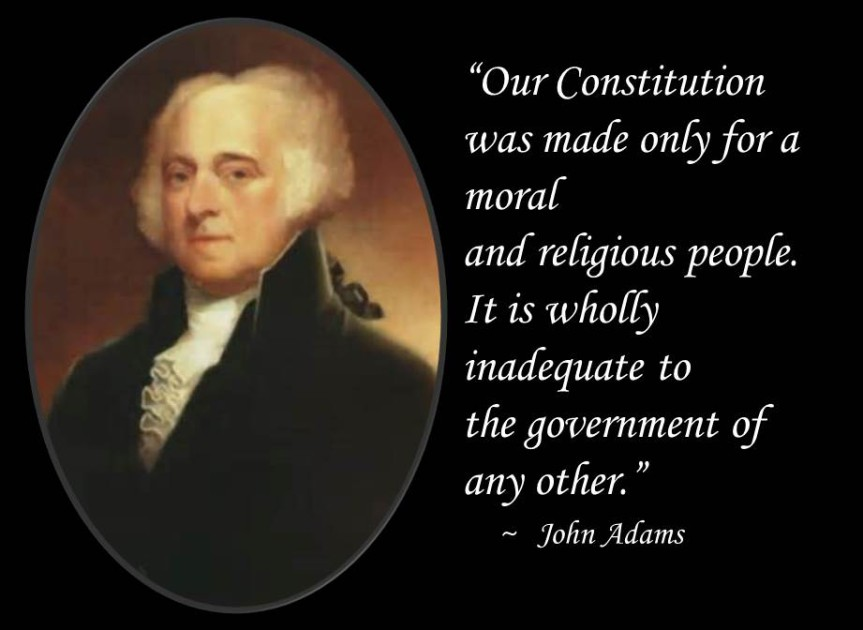 “Our Constitution
was made only for a
moral
and religious people.
It is wholly
inadequate to
the government of
any other.”
~ John Adams